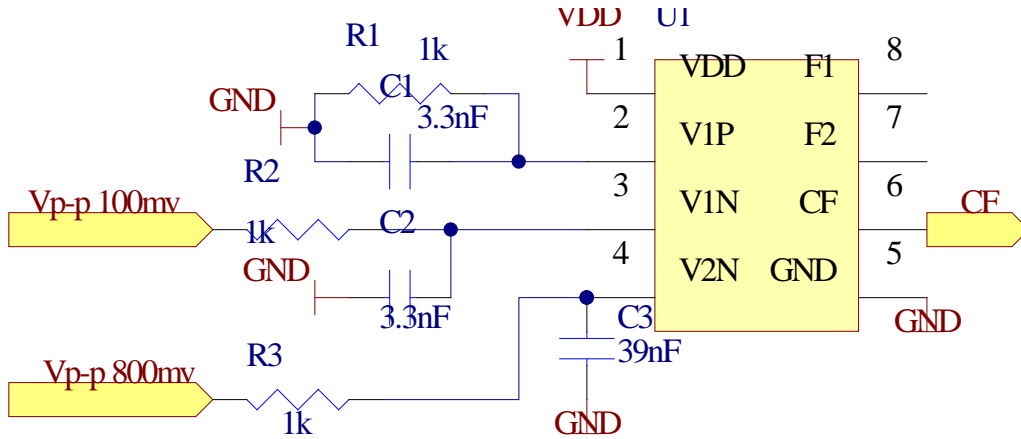 VDD U1
R1 1 8
1k VDD F1
C1
GND 2 7
3.3nF V1P F2
R2 3 6
Vp-p 100mv V1N CF CF
1k C2
GND 4 5
V2N GND
3.3nF C3 GND
R3 39nF
Vp-p 800mv
1k GND